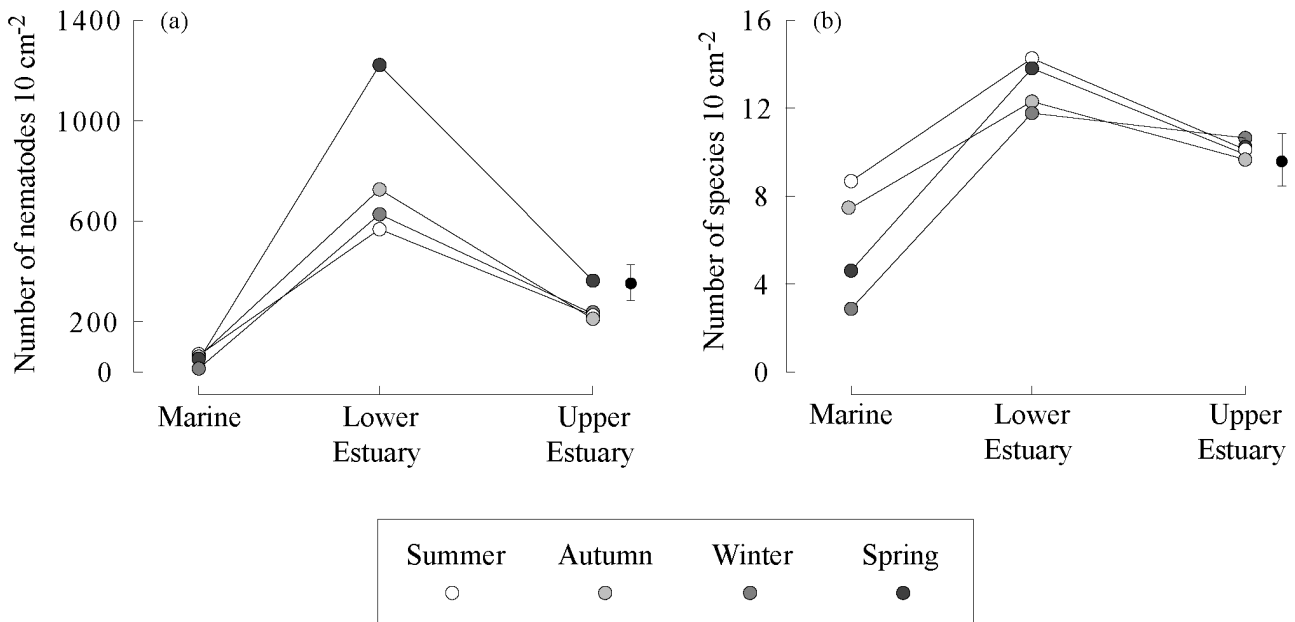 (a)
Number of nematodes 10 cm⁻²
1400
1000
600
200
0
Marine
Lower
Estuary
Upper
Estuary
(b)
Number of species 10 cm⁻²
16
12
8
4
0
Marine
Lower
Estuary
Upper
Estuary
Summer Autumn Winter Spring